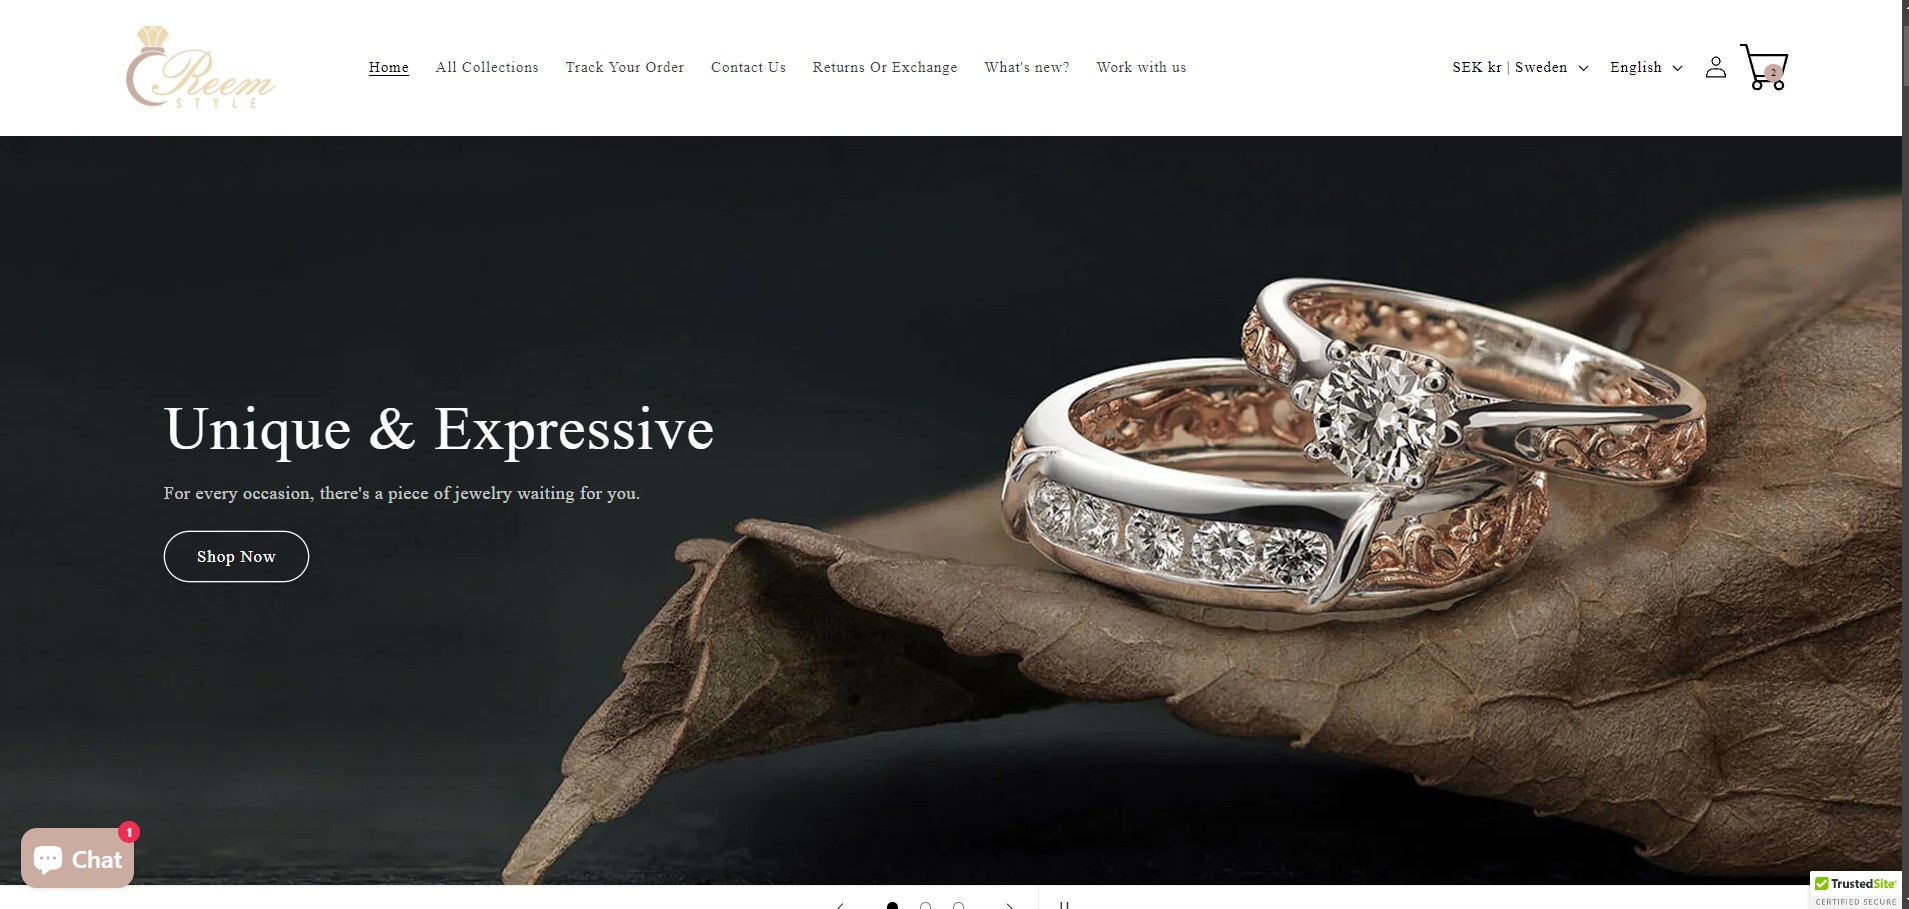 Reem
STYLE
Home All Collections Track Your Order Contact Us Returns Or Exchange What's new? Work with us
SEK kr | Sweden English
2
Unique & Expressive
For every occasion, there's a piece of jewelry waiting for you.
Shop Now
1
Chat
TrustedSite
CERTIFIED SECURE